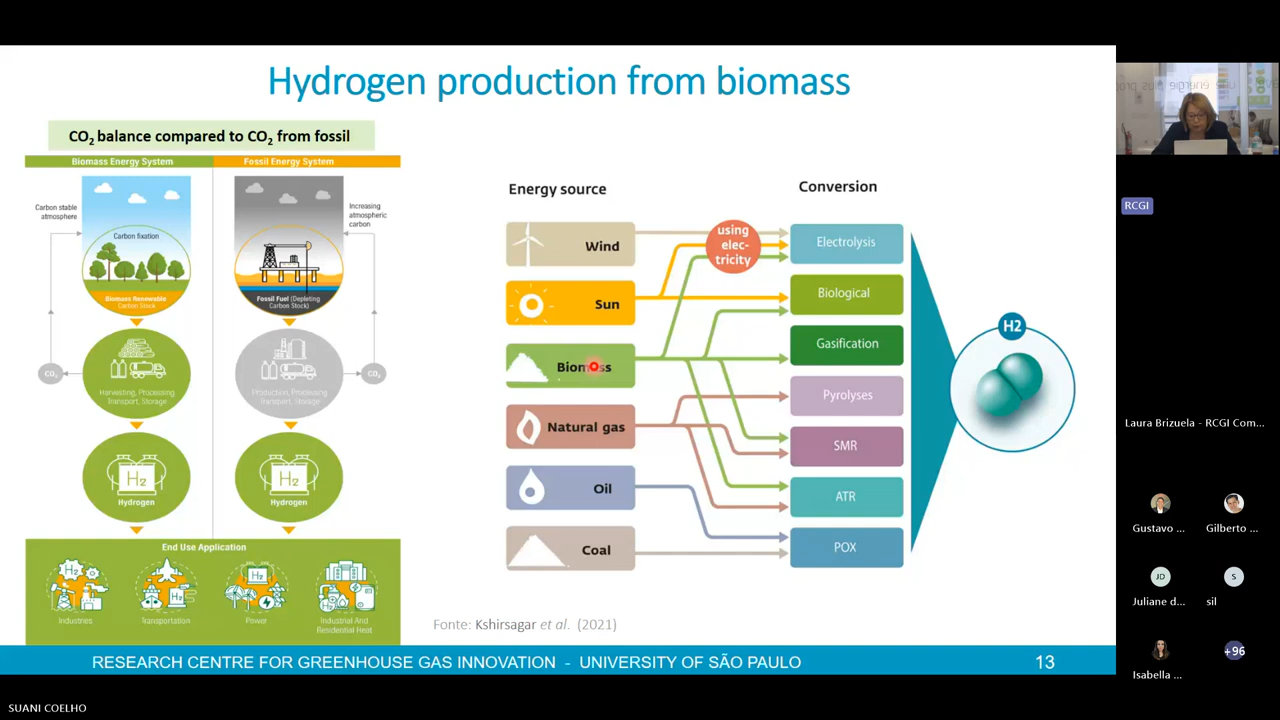 Hydrogen production from biomass
CO2 balance compared to CO2 from fossil
Biomass Energy System
Fossil Energy System
Carbon stable
atmosphere
Carbon fixation
Biomass Renewable
Carbon Stock
Increasing
atmospheric
carbon
Fossil Fuel (Depleting
Carbon Stock)
CO2
Harvesting, Processing
Transport, Storage
Production, Processing
Transport, Storage
CO2
H2
Hydrogen
H2
Hydrogen
End Use Application
H2
H2
H2
Industries
Transportation
Power
Industrial And
Residential Heat
Energy source
Wind
Sun
Biomass
Natural gas
Oil
Coal
using
elec-
tricity
Conversion
Electrolysis
Biological
Gasification
Pyrolyses
SMR
ATR
POX
H2
Fonte: Kshirsagar et al. (2021)
RESEARCH CENTRE FOR GREENHOUSE GAS INNOVATION - UNIVERSITY OF SÃO PAULO
13
RCGI
Laura Brizuela - RCGI Com...
Gustavo ...
Gilberto ...
JD
S
Juliane d...
sil
Isabella ...
+96
SUANI COELHO